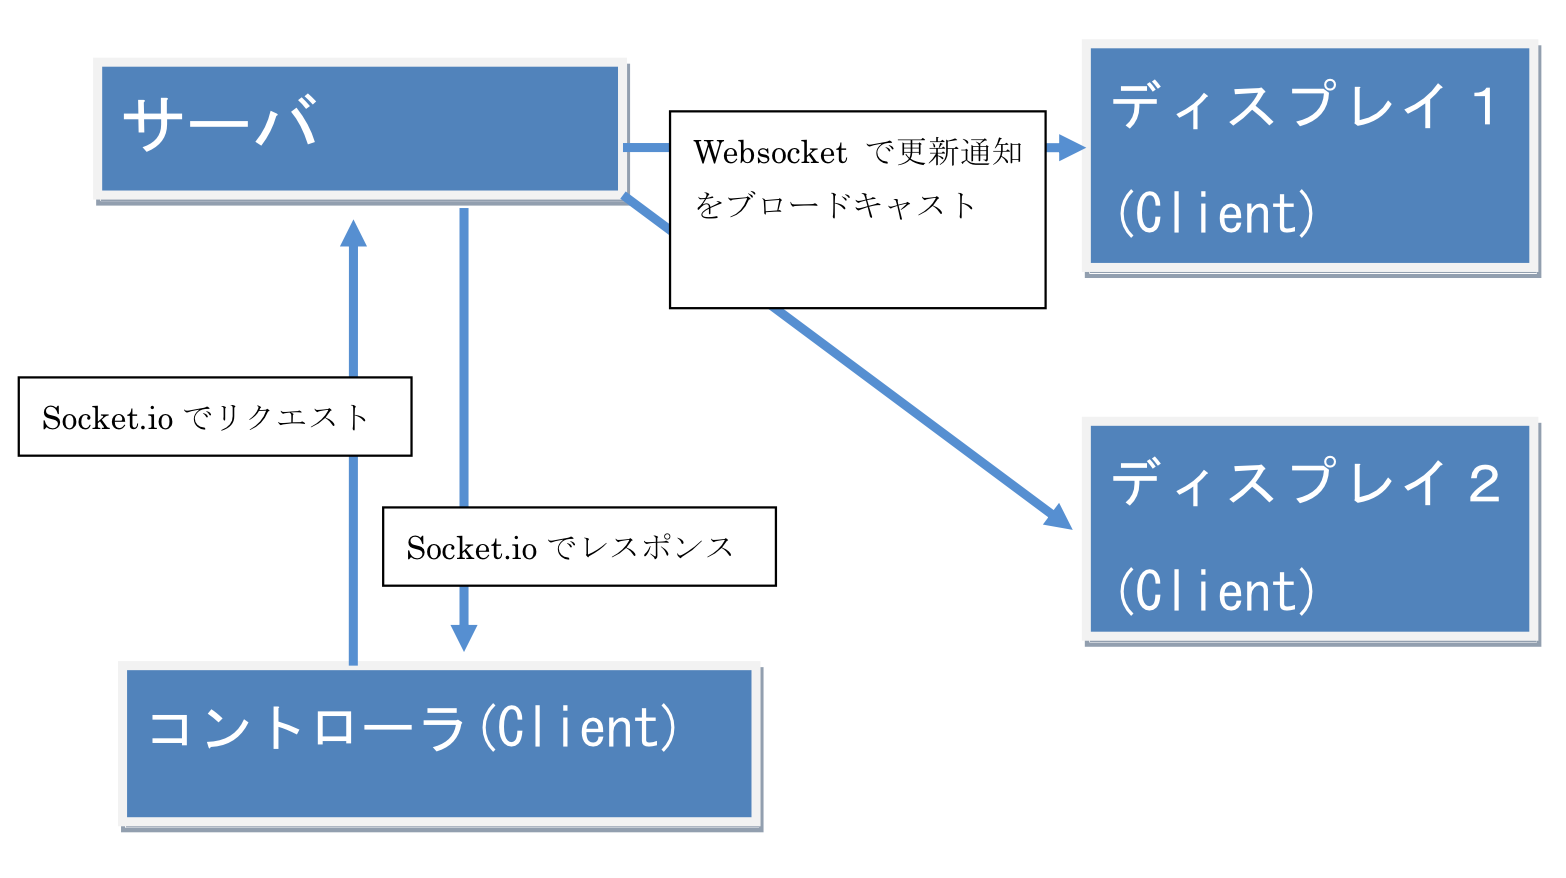 サーバ
ディスプレイ１
(Client)
Websocket で更新通知
をブロードキャスト
Socket.io でリクエスト
ディスプレイ２
(Client)
Socket.io でレスポンス
コントローラ(Client)